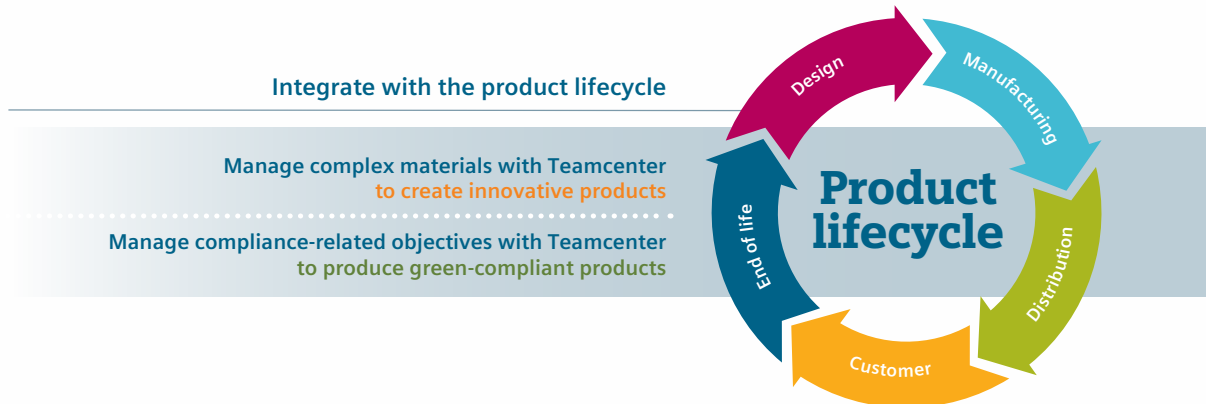 Integrate with the product lifecycle
Manage complex materials with Teamcenter
to create innovative products
Manage compliance-related objectives with Teamcenter
to produce green-compliant products
Design
Manufacturing
Distribution
Customer
End of life
Product
lifecycle